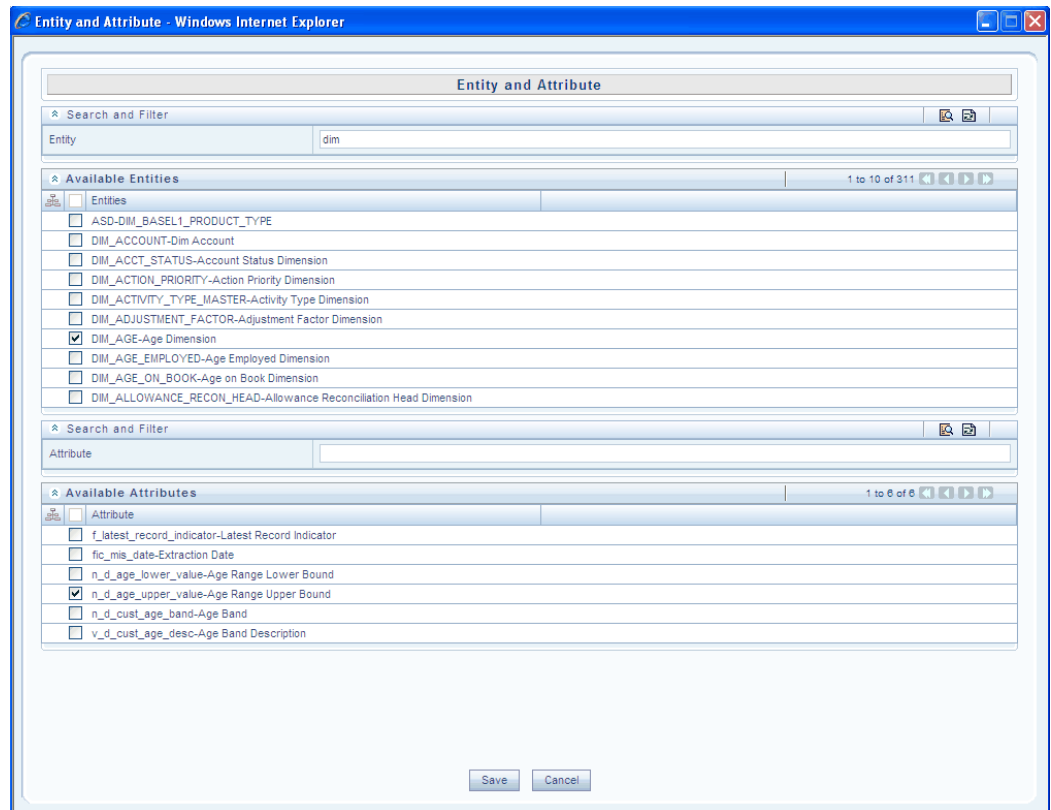 Entity and Attribute - Windows Internet Explorer
Entity and Attribute
Search and Filter
Entity dim
Available Entities 1 to 10 of 311
Entities
ASD-DIM_BASEL1_PRODUCT_TYPE
DIM_ACCOUNT-Dim Account
DIM_ACCT_STATUS-Account Status Dimension
DIM_ACTION_PRIORITY-Action Priority Dimension
DIM_ACTIVITY_TYPE_MASTER-Activity Type Dimension
DIM_ADJUSTMENT_FACTOR-Adjustment Factor Dimension
DIM_AGE-Age Dimension
DIM_AGE_EMPLOYED-Age Employed Dimension
DIM_AGE_ON_BOOK-Age on Book Dimension
DIM_ALLOWANCE_RECON_HEAD-Allowance Reconciliation Head Dimension
Search and Filter
Attribute
Available Attributes 1 to 6 of 6
Attribute
f_latest_record_indicator-Latest Record Indicator
fic_mis_date-Extraction Date
n_d_age_lower_value-Age Range Lower Bound
n_d_age_upper_value-Age Range Upper Bound
n_d_cust_age_band-Age Band
v_d_cust_age_desc-Age Band Description
Save Cancel